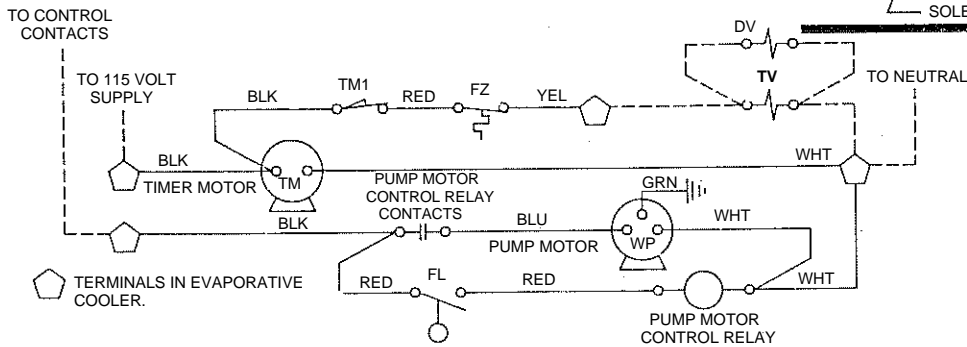 TO CONTROL
CONTACTS
SOLE
DV
TO 115 VOLT
SUPPLY
TM1
FZ
TV
TO NEUTRAL
BLK
RED
YEL
BLK
TIMER MOTOR
TM
WHT
PUMP MOTOR
CONTROL RELAY
CONTACTS
GRN
BLK
BLU
WHT
PUMP MOTOR
WP
TERMINALS IN EVAPORATIVE
COOLER.
RED
FL
RED
WHT
PUMP MOTOR
CONTROL RELAY